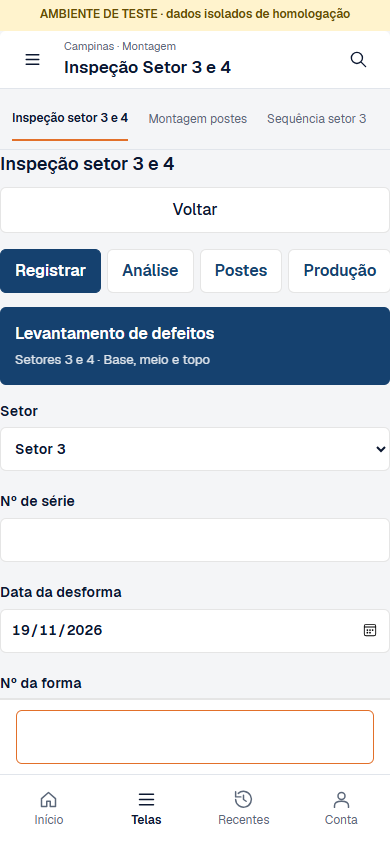 AMBIENTE DE TESTE · dados isolados de homologação
Campinas · Montagem
Inspeção Setor 3 e 4
Inspeção setor 3 e 4
Montagem postes
Sequência setor 3
Inspeção setor 3 e 4
Voltar
Registrar
Análise
Postes
Produção
Levantamento de defeitos
Setores 3 e 4 · Base, meio e topo
Setor
Setor 3
Nº de série
Data da desforma
19/11/2026
Nº da forma
Início
Telas
Recentes
Conta